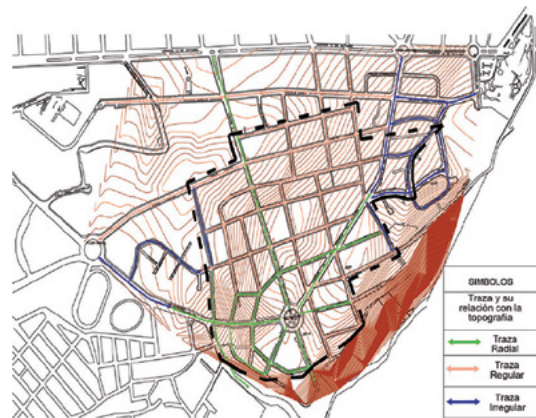 SIMBOLOS
Traza y su
relación con la
topografía
Traza
Radial
Traza
Regular
Traza
Irregular